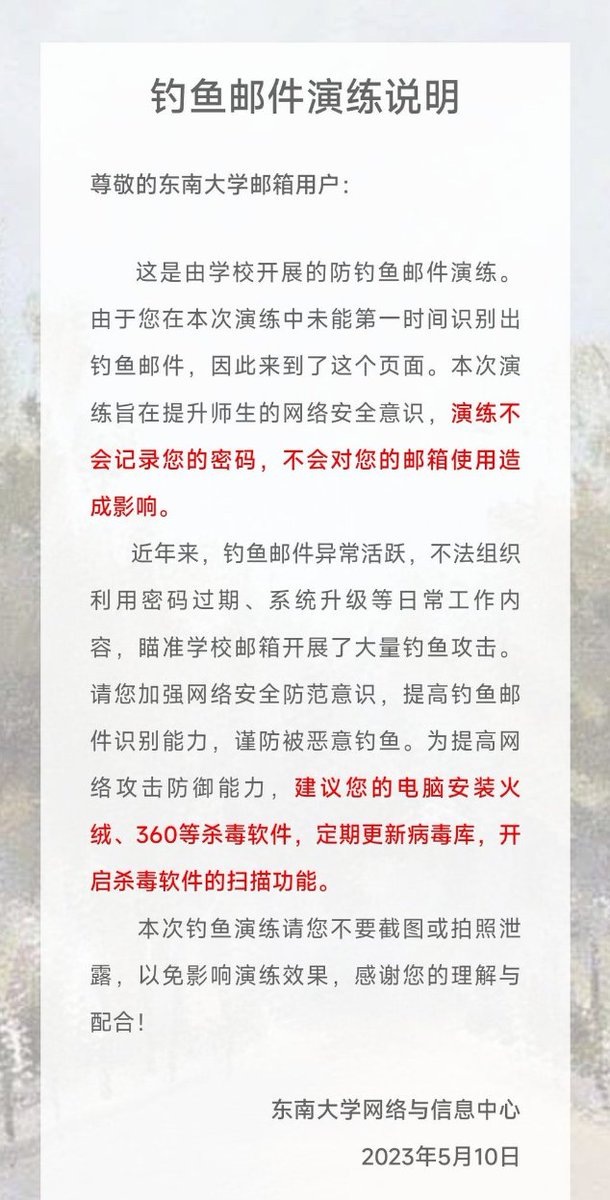 钓鱼邮件演练说明
尊敬的东南大学邮箱用户：
这是由学校开展的防钓鱼邮件演练。
由于您在本次演练中未能第一时间识别出
钓鱼邮件，因此来到了这个页面。本次演
练旨在提升师生的网络安全意识，演练不
会记录您的密码，不会对您的邮箱使用造
成影响。
近年来，钓鱼邮件异常活跃，不法组织
利用密码过期、系统升级等日常工作内
容，瞄准学校邮箱开展了大量钓鱼攻击。
请您加强网络安全防范意识，提高钓鱼邮
件识别能力，谨防被恶意钓鱼。为提高网
络攻击防御能力，建议您的电脑安装火
绒、360等杀毒软件，定期更新病毒库，开
启杀毒软件的扫描功能。
本次钓鱼演练请您不要截图或拍照泄
露，以免影响演练效果，感谢您的理解与
配合！
东南大学网络与信息中心
2023年5月10日